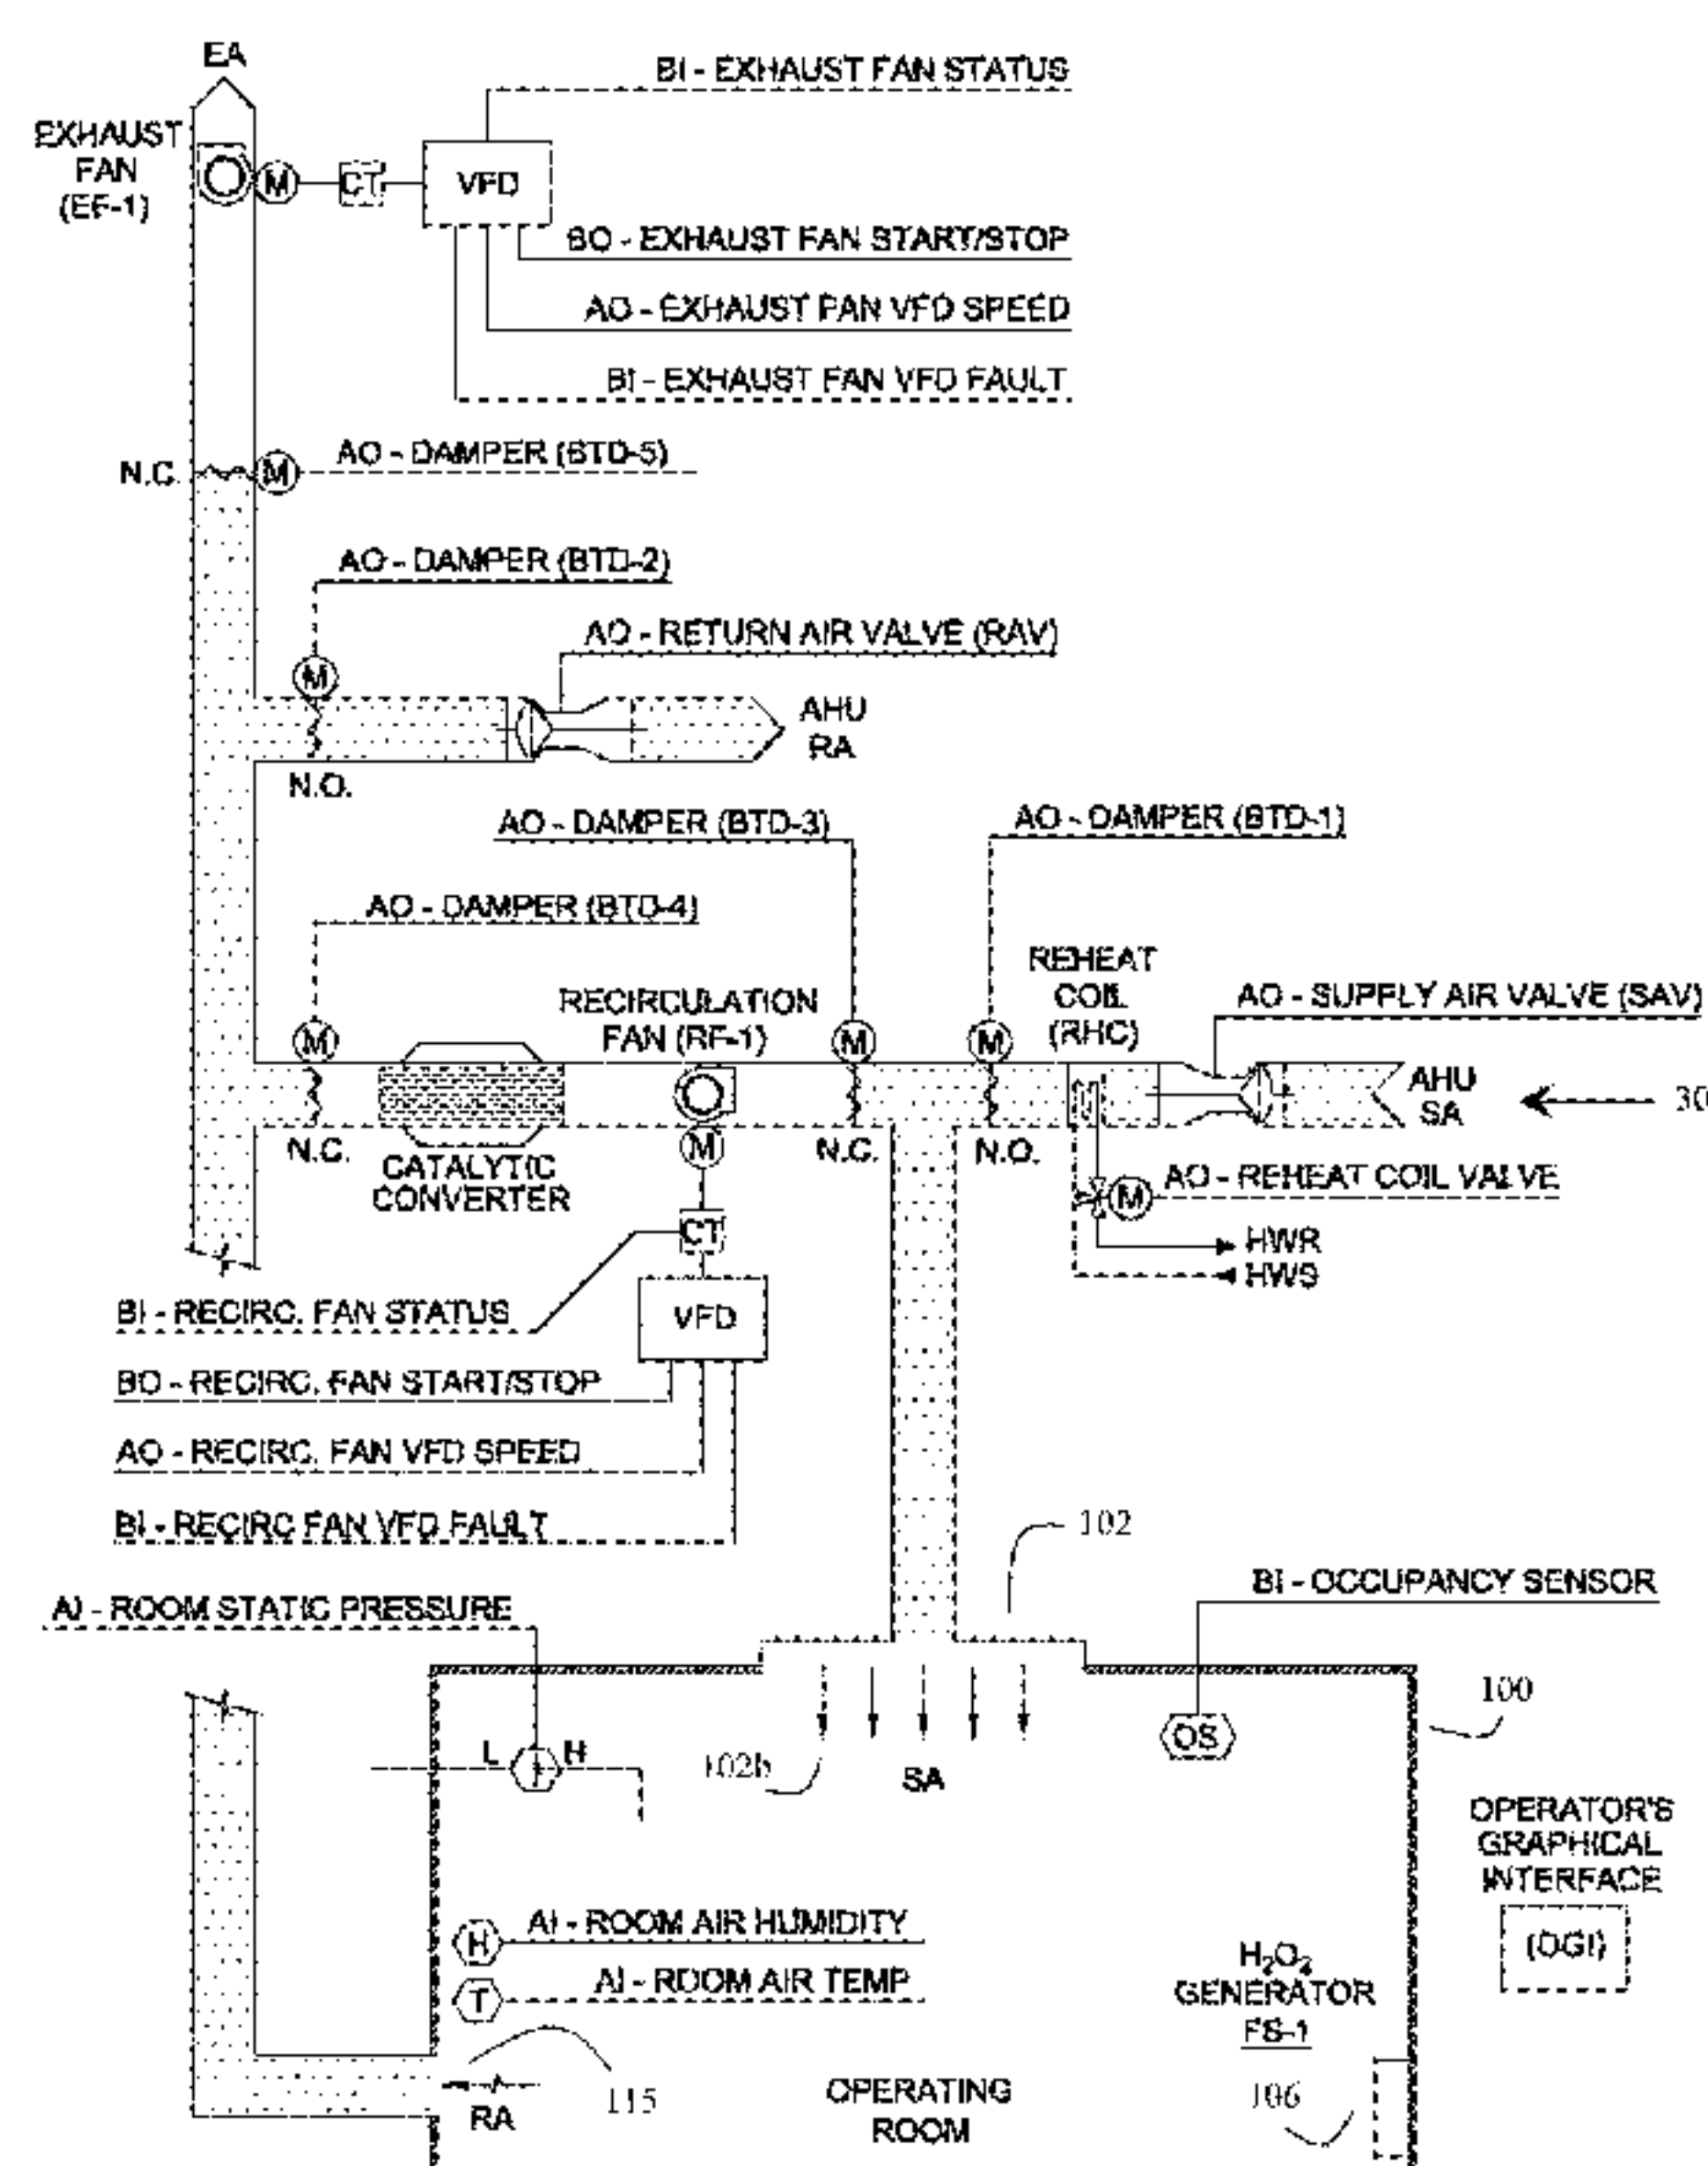 EA
BI - EXHAUST FAN STATUS
EXHAUST
FAN
(EF-1)
M
CT
VFD
BO - EXHAUST FAN START/STOP
AO - EXHAUST FAN VFD SPEED
BI - EXHAUST FAN VFD FAULT
N.C.
M
AO - DAMPER (BTD-5)
AO - DAMPER (BTD-2)
AO - RETURN AIR VALVE (RAV)
M
AHU
RA
N.O.
AO - DAMPER (BTD-3)
AO - DAMPER (BTD-1)
AO - DAMPER (BTD-4)
REHEAT
COIL
(RHC)
RECIRCULATION
FAN (RF-1)
AO - SUPPLY AIR VALVE (SAV)
M
M
M
AHU
SA
30
N.C.
CATALYTIC
CONVERTER
M
N.C.
N.O.
M
AO - REHEAT COIL VALVE
CT
HWR
HWS
BI - RECIRC. FAN STATUS
VFD
BO - RECIRC. FAN START/STOP
AO - RECIRC. FAN VFD SPEED
BI - RECIRC FAN VFD FAULT
102
BI - OCCUPANCY SENSOR
AI - ROOM STATIC PRESSURE
100
L
H
102b
SA
OS
OPERATOR'S
GRAPHICAL
INTERFACE
(OGI)
H
AI - ROOM AIR HUMIDITY
T
AI - ROOM AIR TEMP
H2O2
GENERATOR
FS-1
RA
115
OPERATING
ROOM
106